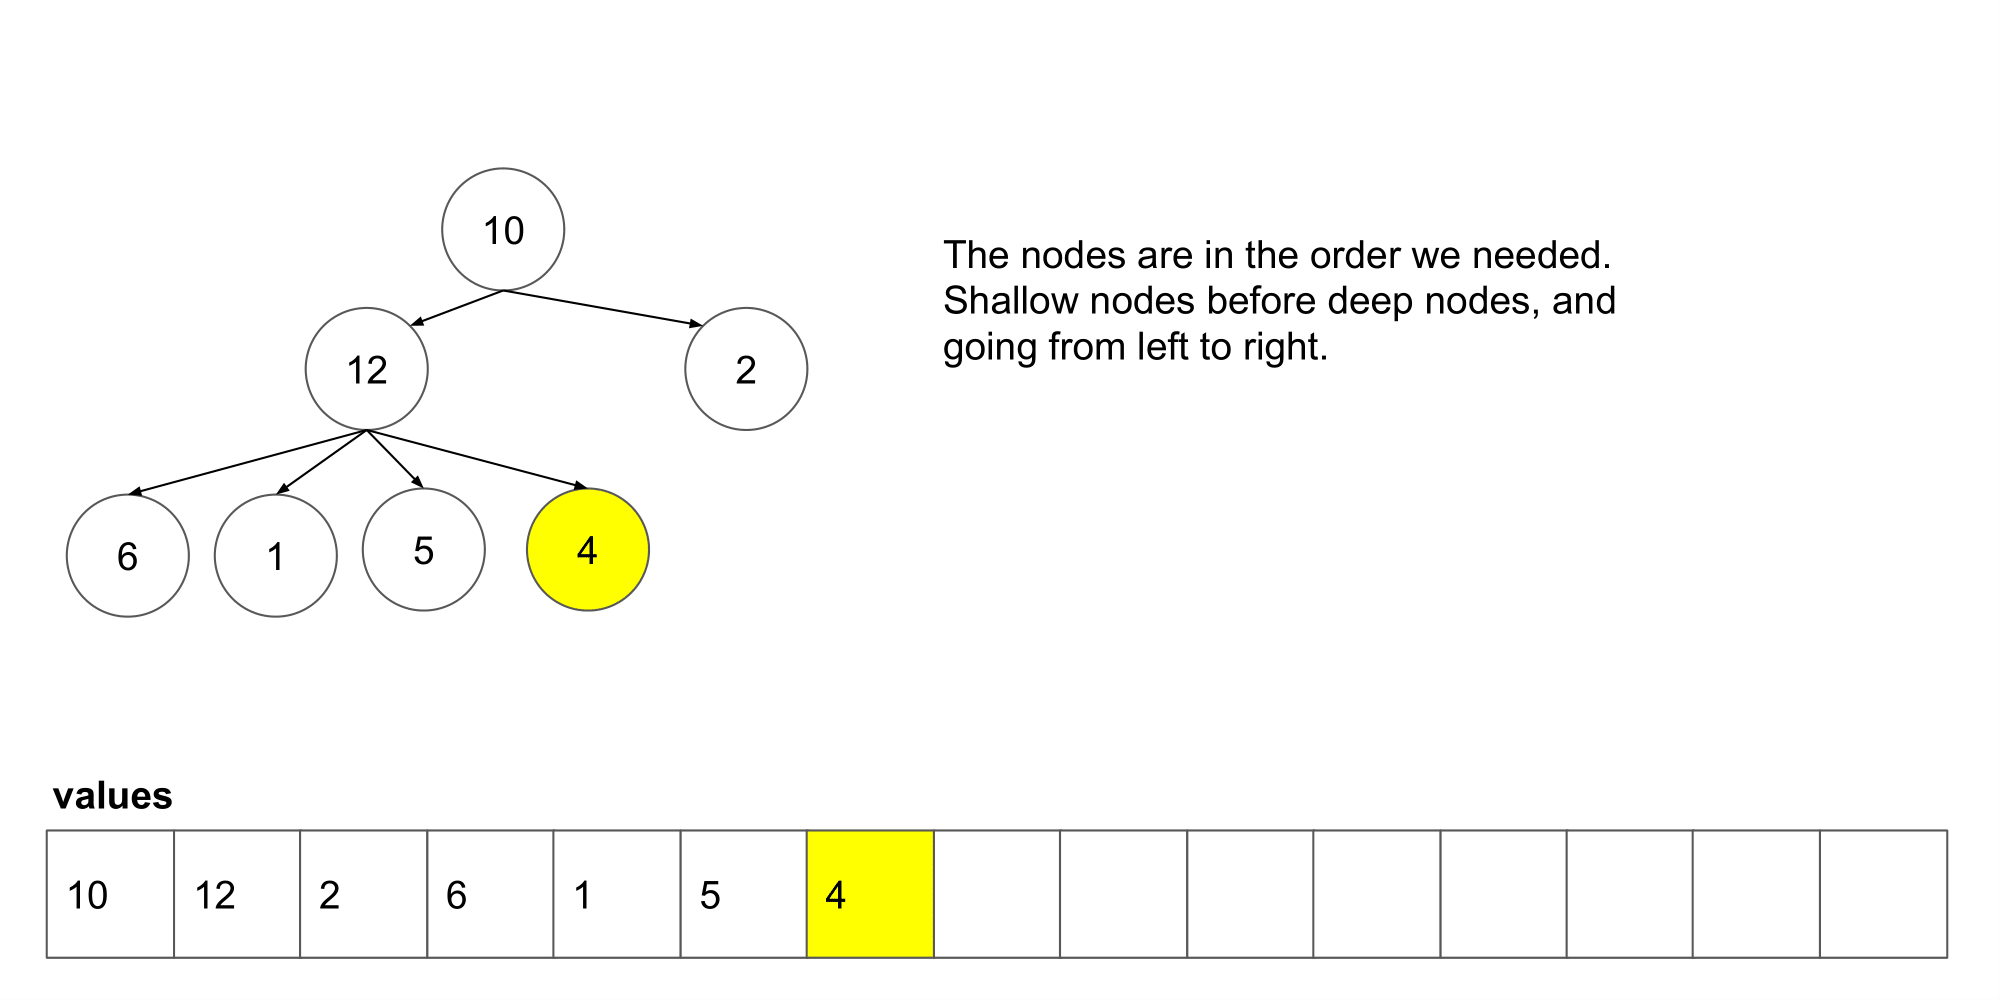 10
12
2
6
1
5
4
The nodes are in the order we needed.
Shallow nodes before deep nodes, and
going from left to right.
values
10 12 2 6 1 5 4